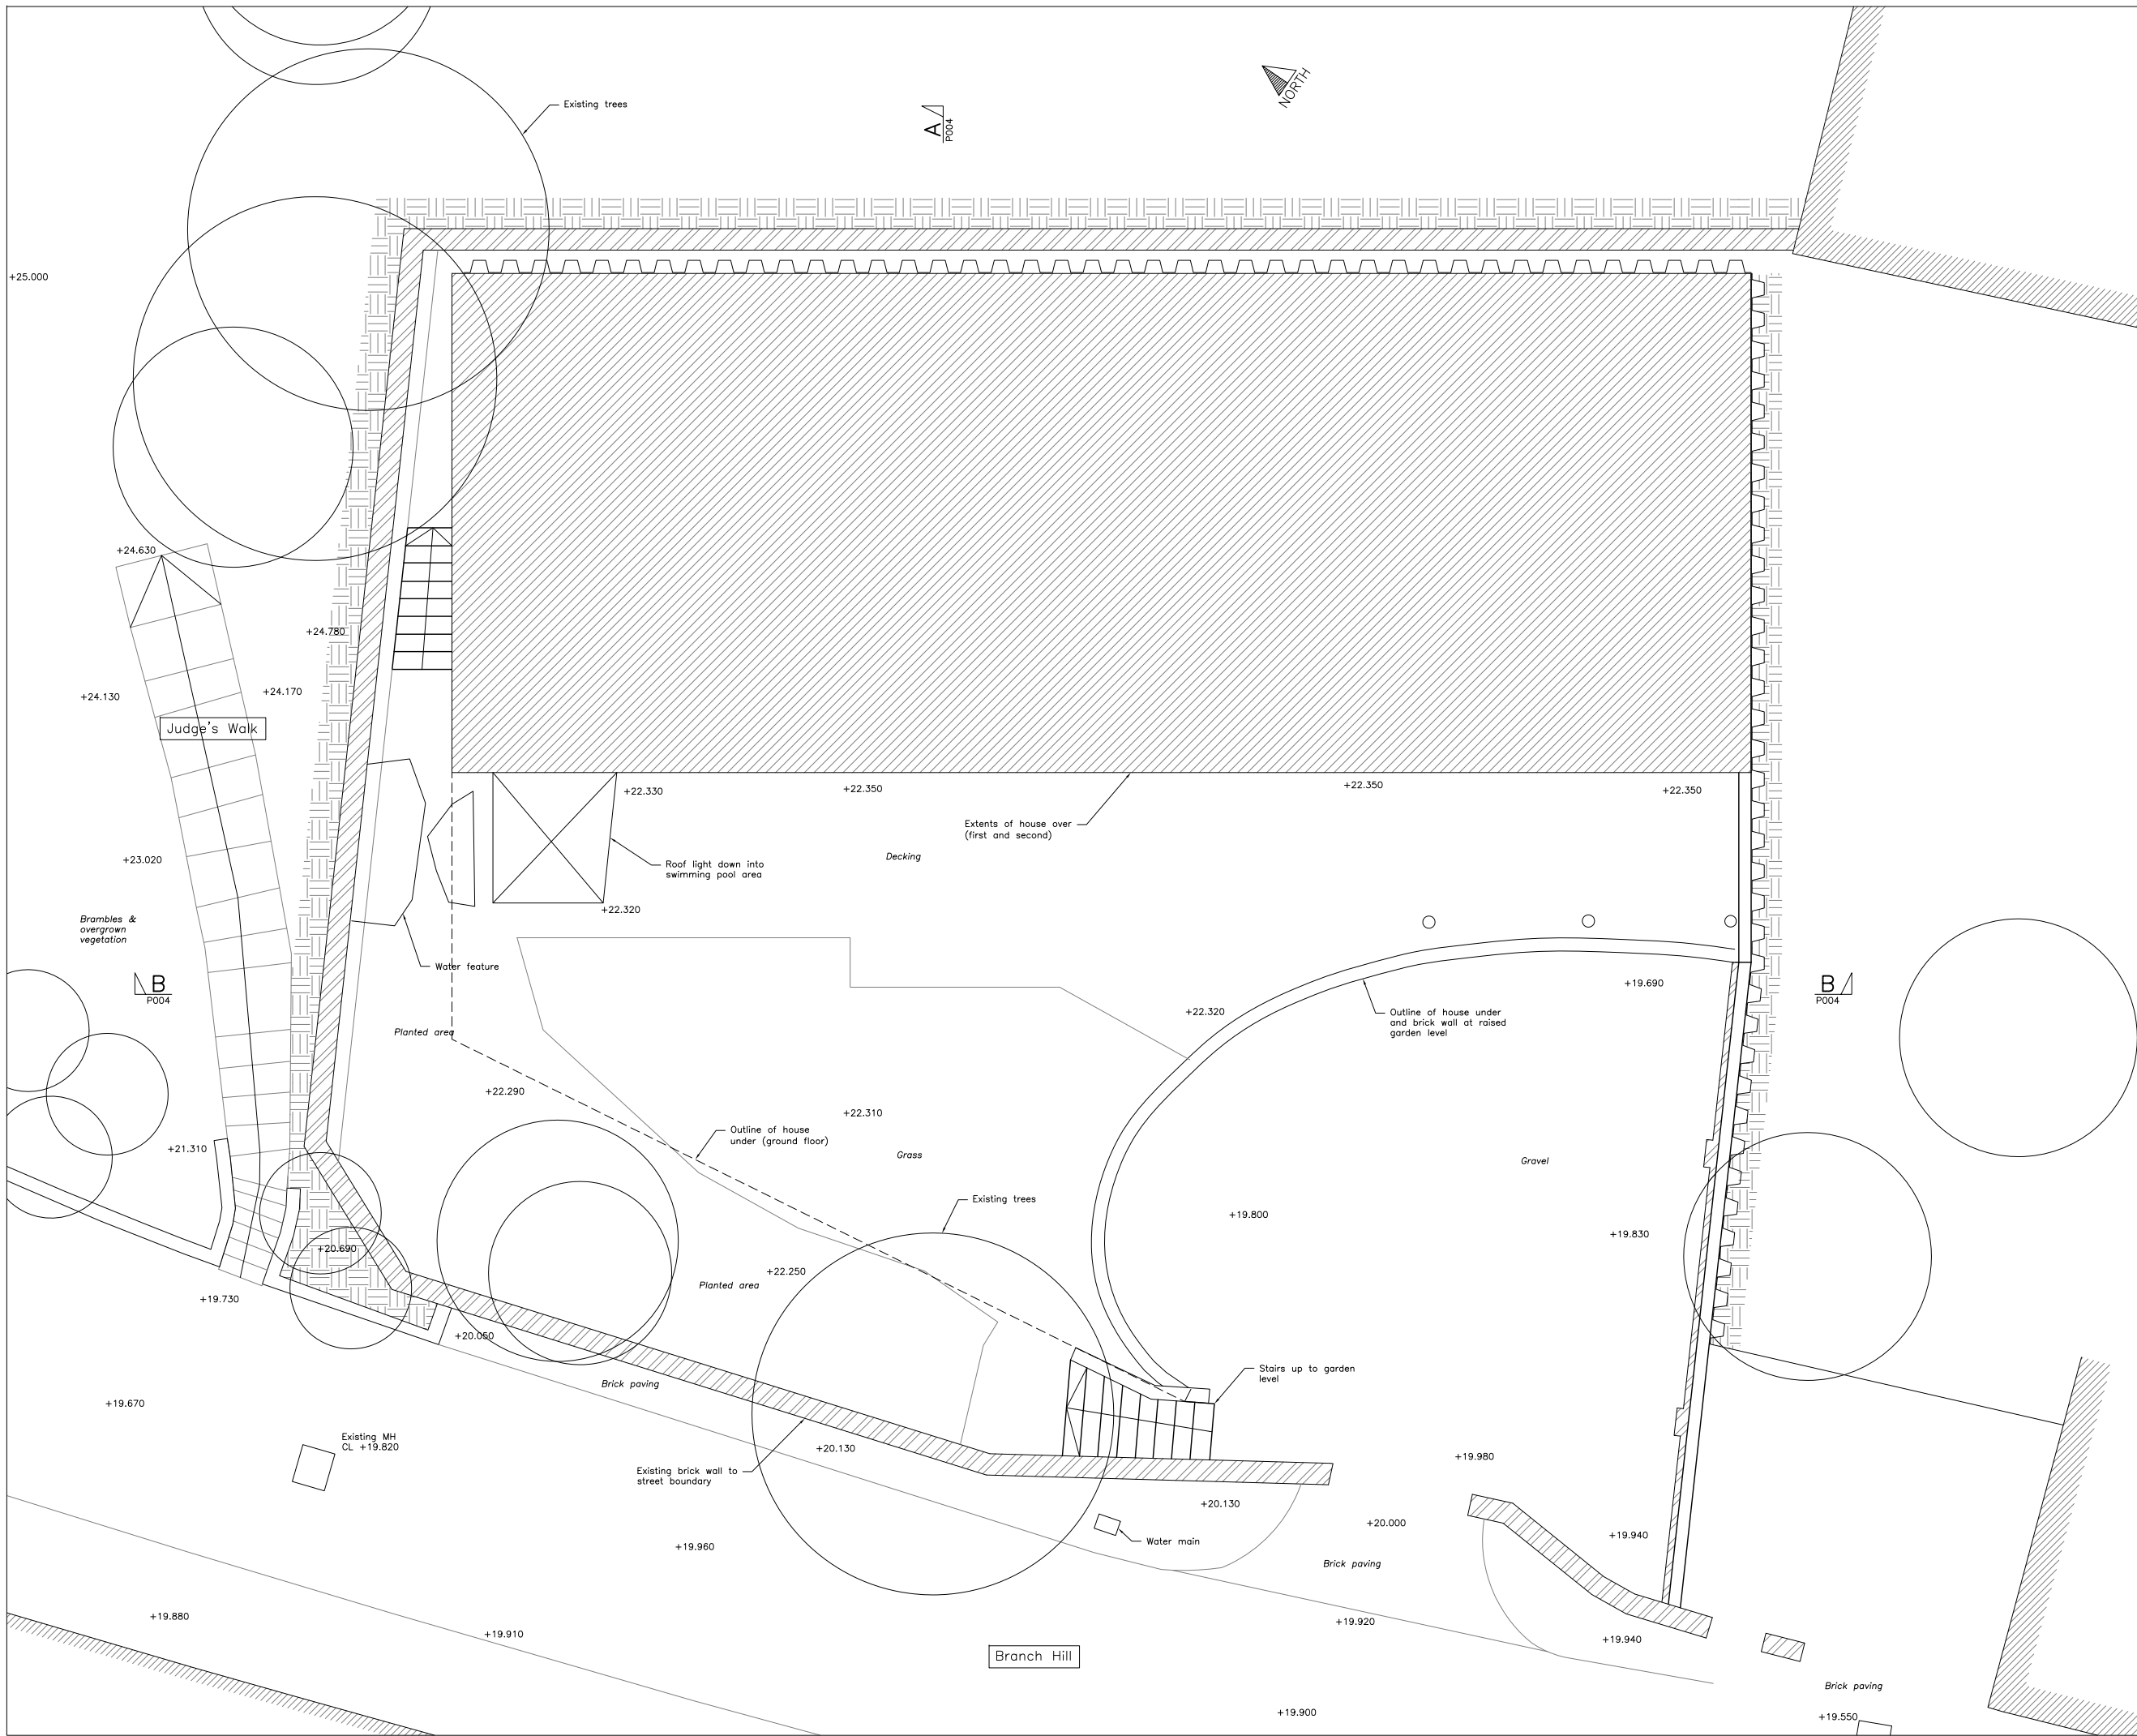 Existing trees
A
P004
NORTH
+25.000
+24.630
+24.780
+24.130
+24.170
Judge's Walk
+22.330
+22.350
+22.350
+22.350
Extents of house over
(first and second)
Decking
Roof light down into
swimming pool area
+23.020
+22.320
Brambles &
overgrown
vegetation
Water feature
B
P004
+19.690
B
P004
+22.320
Outline of house under
and brick wall at raised
garden level
Planted area
+22.290
+22.310
Outline of house
under (ground floor)
+21.310
Grass
Gravel
Existing trees
+19.800
+19.830
+20.690
+22.250
Planted area
+19.730
+20.050
Stairs up to garden
level
Brick paving
+19.670
Existing MH
CL +19.820
+20.130
+19.980
Existing brick wall to
street boundary
+20.130
+20.000
+19.940
Water main
+19.960
Brick paving
+19.880
+19.910
+19.920
+19.940
Branch Hill
Brick paving
+19.900
+19.550